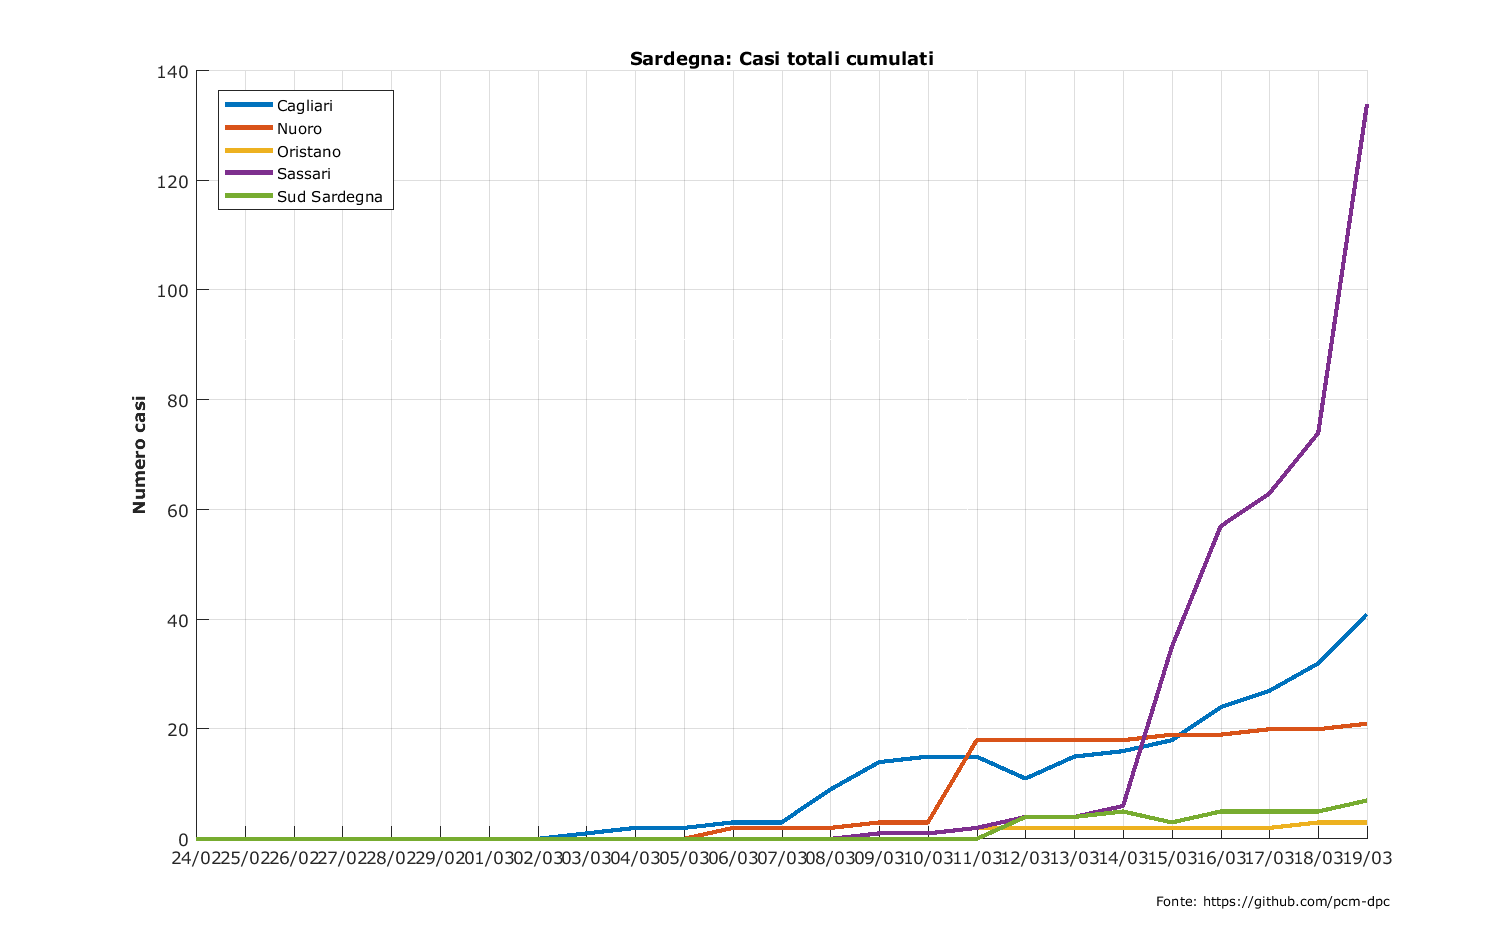 Sardegna: Casi totali cumulati
140
120
100
80
60
40
20
0
Numero casi
Cagliari
Nuoro
Oristano
Sassari
Sud Sardegna
24/02 25/02 26/02 27/02 28/02 29/02 01/03 02/03 03/03 04/03 05/03 06/03 07/03 08/03 09/03 10/03 11/03 12/03 13/03 14/03 15/03 16/03 17/03 18/03 19/03
Fonte: https://github.com/pcm-dpc